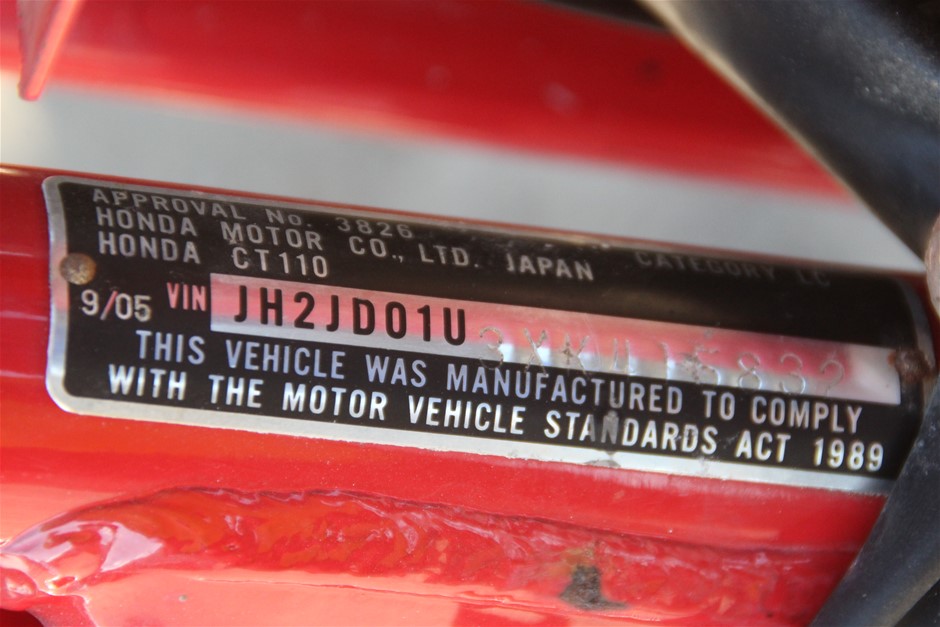 APPROVAL No. 3826 CATEGORY LC
HONDA MOTOR CO., LTD. JAPAN
HONDA CT110
9/05 VIN JH2JD01U 3XK415832
THIS VEHICLE WAS MANUFACTURED TO COMPLY
WITH THE MOTOR VEHICLE STANDARDS ACT 1989